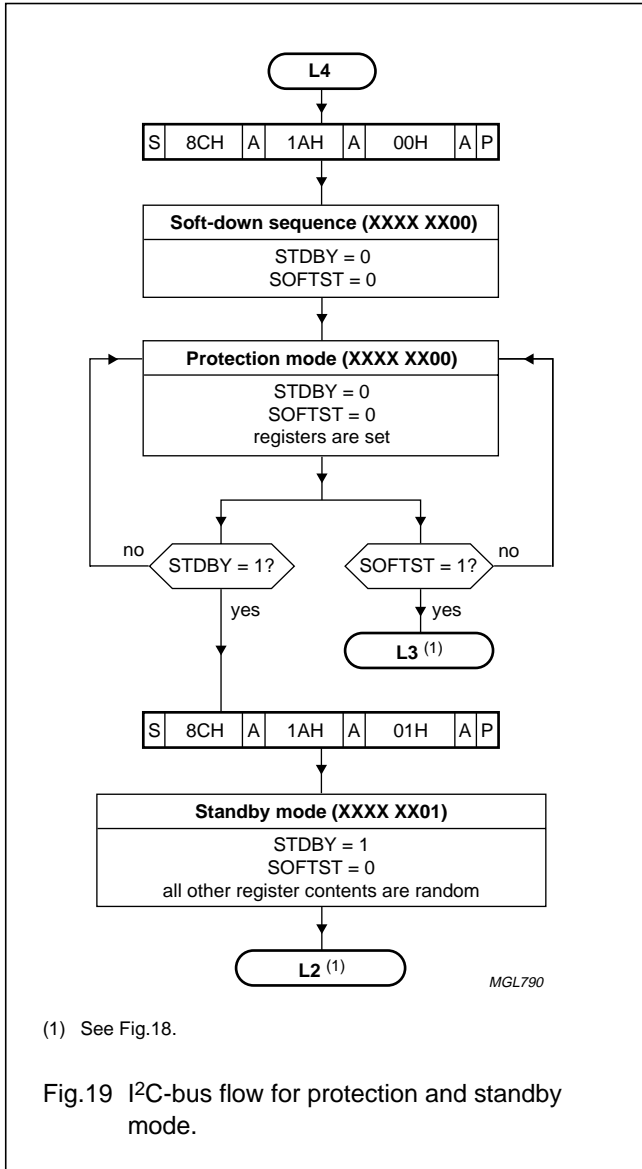 L4
S 8CH A 1AH A 00H A P
Soft-down sequence (XXXX XX00)
STDBY = 0
SOFTST = 0
Protection mode (XXXX XX00)
STDBY = 0
SOFTST = 0
registers are set
no STDBY = 1? SOFTST = 1? no
yes yes
L3 (1)
S 8CH A 1AH A 01H A P
Standby mode (XXXX XX01)
STDBY = 1
SOFTST = 0
all other register contents are random
L2 (1)
MGL790
(1) See Fig.18.
Fig.19 I²C-bus flow for protection and standby
mode.